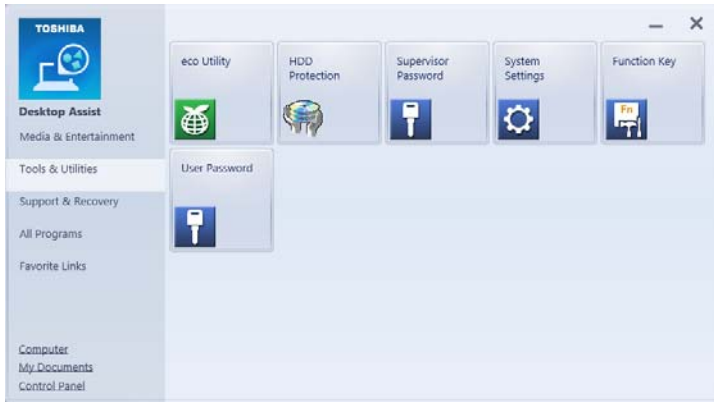 TOSHIBA
Desktop Assist
Media & Entertainment
Tools & Utilities
Support & Recovery
All Programs
Favorite Links
Computer
My Documents
Control Panel
eco Utility
HDD
Protection
Supervisor
Password
System
Settings
Function Key
Fn
User Password